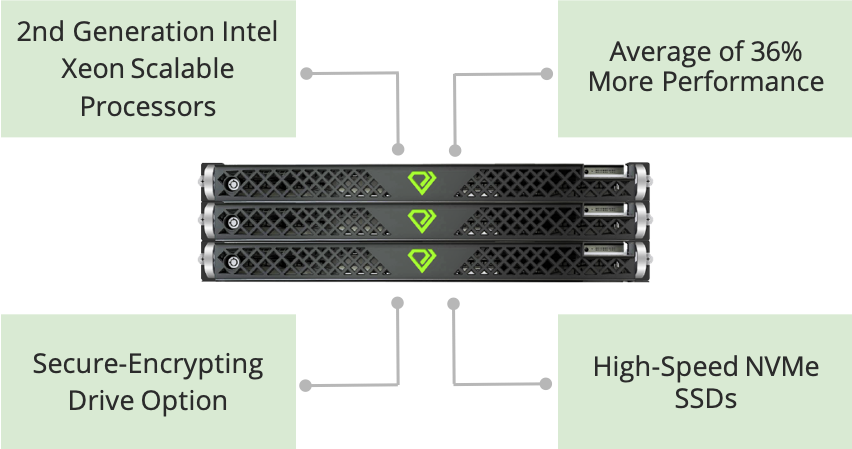 2nd Generation Intel
Xeon Scalable
Processors
Average of 36%
More Performance
Secure-Encrypting
Drive Option
High-Speed NVMe
SSDs